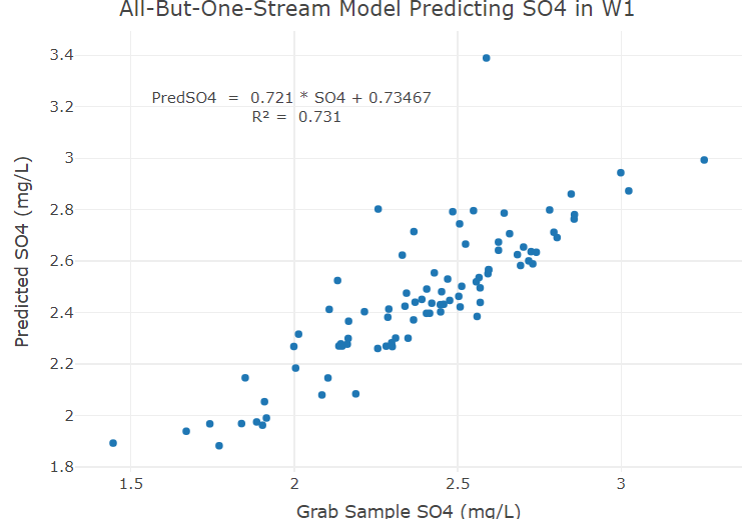 All-But-One-Stream Model Predicting SO4 in W1
3.4
PredSO4 = 0.721 * SO4 + 0.73467
R² = 0.731
3.2
3
2.8
2.6
2.4
2.2
2
1.8
Predicted SO4 (mg/L)
1.5
2
2.5
3
Grab Sample SO4 (mg/L)